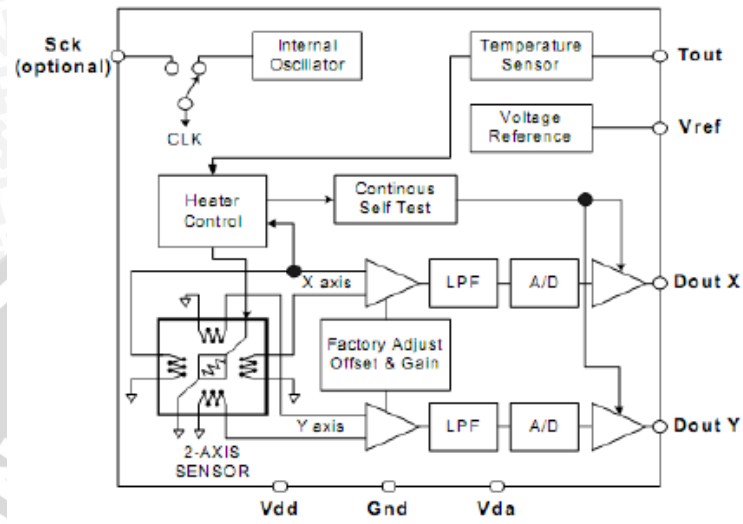 Sck
(optional)
Internal
Oscillator
Temperature
Sensor
Tout
Voltage
Reference
Vref
CLK
Heater
Control
Continous
Self Test
X axis
LPF
A/D
Dout X
Factory Adjust
Offset & Gain
Y axis
LPF
A/D
Dout Y
2-AXIS
SENSOR
Vdd
Gnd
Vda